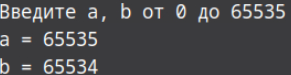 Введите a, b от 0 до 65535
a = 65535
b = 65534